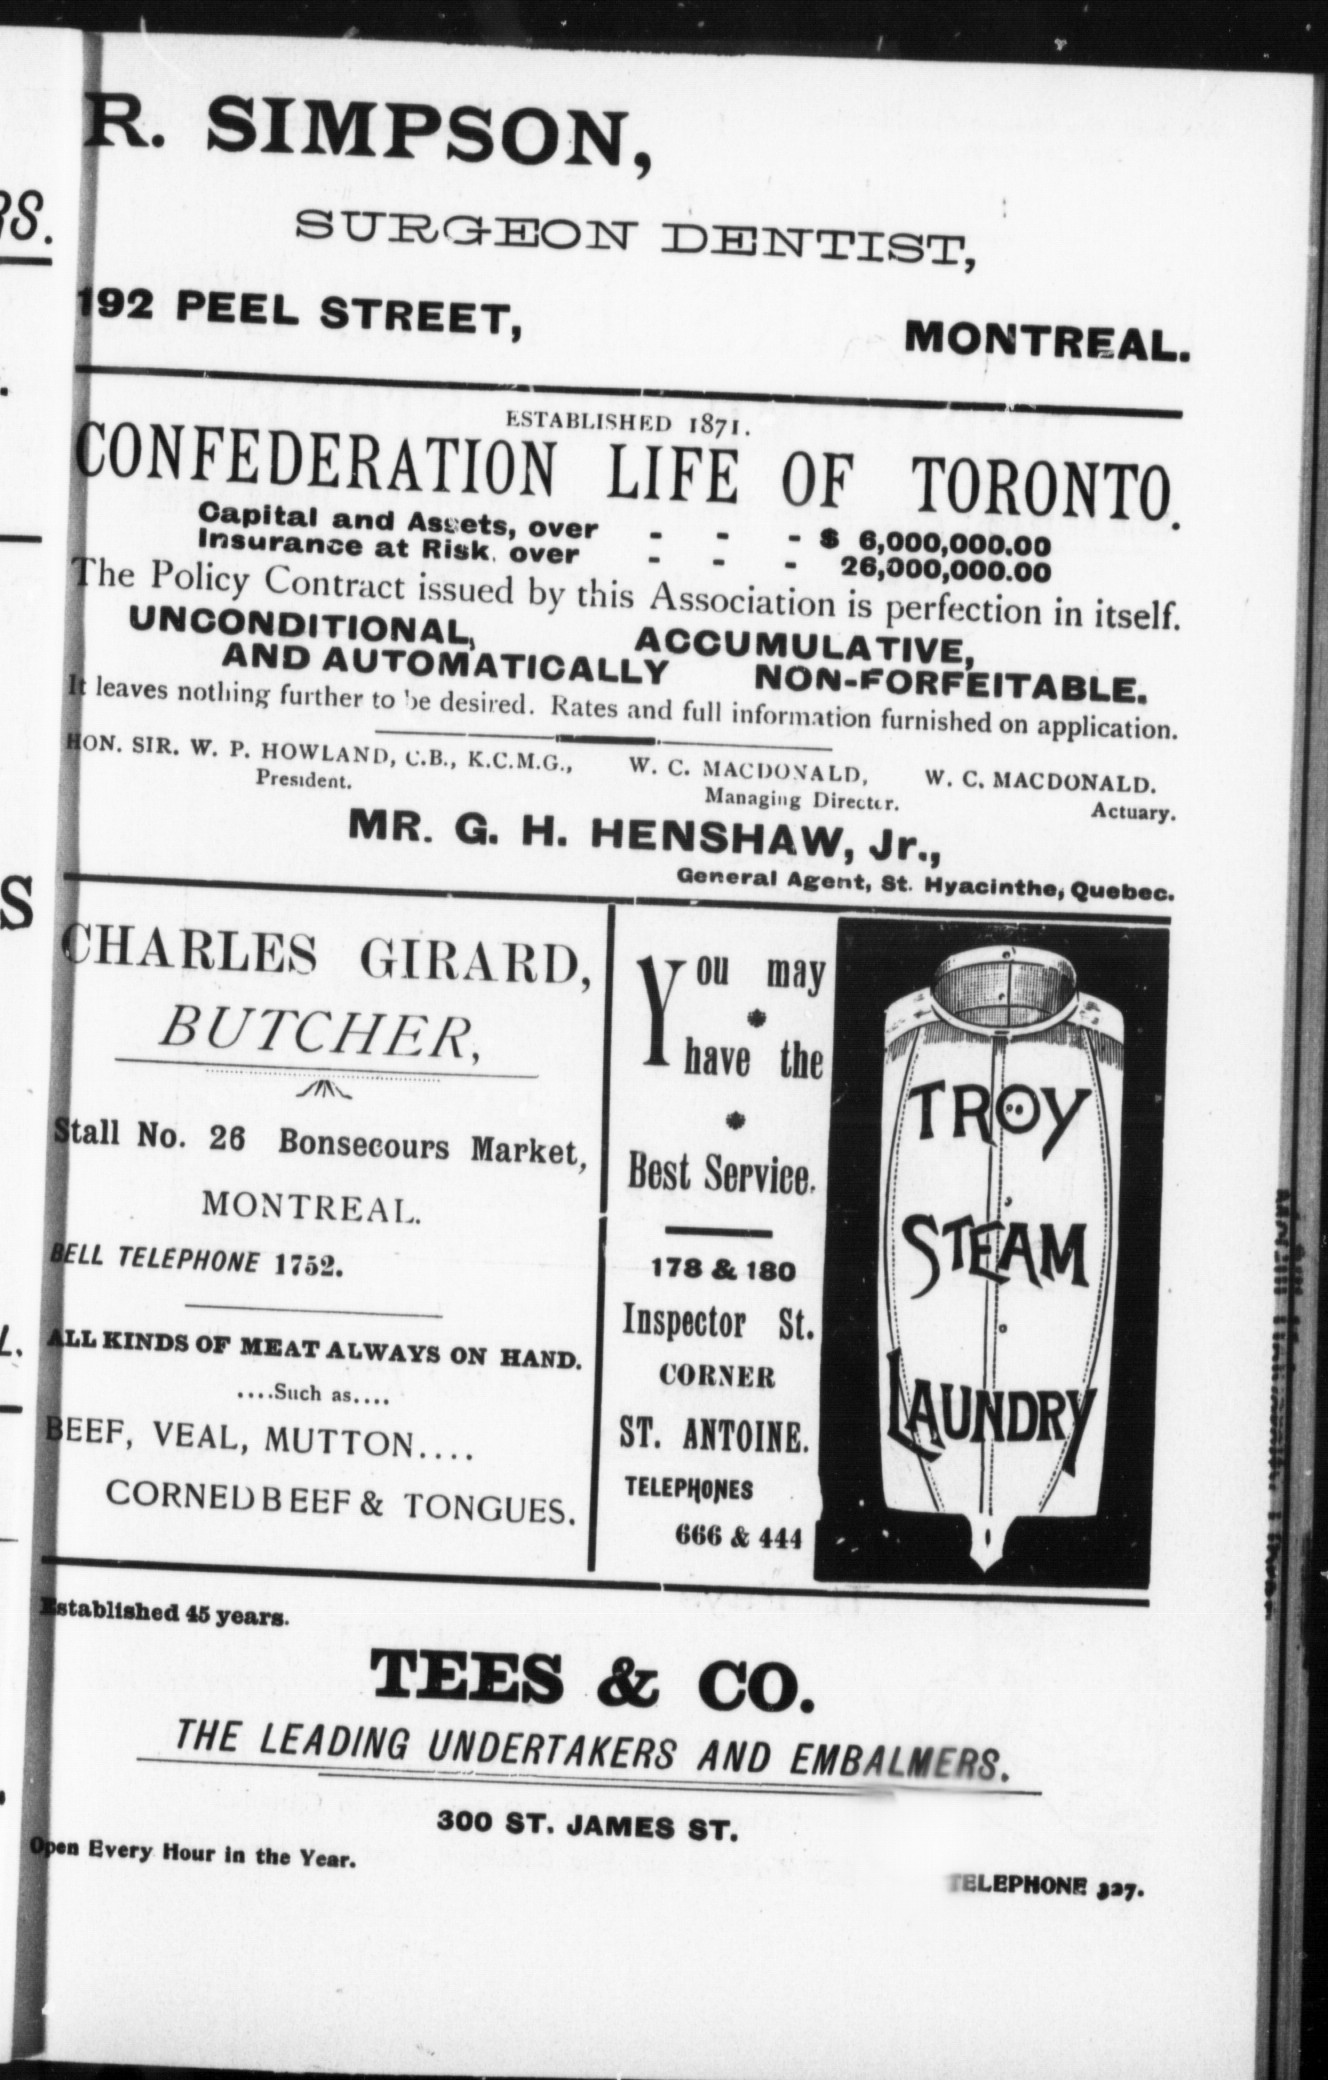 R. SIMPSON,
SURGEON DENTIST,
192 PEEL STREET,
MONTREAL.
ESTABLISHED 1871.
CONFEDERATION LIFE OF TORONTO.
Capital and Assets, over - - - $ 6,000,000.00
Insurance at Risk, over - - - 26,000,000.00
The Policy Contract issued by this Association is perfection in itself.
UNCONDITIONAL, ACCUMULATIVE,
AND AUTOMATICALLY NON-FORFEITABLE.
It leaves nothing further to be desired. Rates and full information furnished on application.
HON. SIR. W. P. HOWLAND, C.B., K.C.M.G., W. C. MACDONALD, W. C. MACDONALD.
President. Managing Director. Actuary.
MR. G. H. HENSHAW, Jr.,
General Agent, St. Hyacinthe, Quebec.
CHARLES GIRARD,
BUTCHER,
Stall No. 26 Bonsecours Market,
MONTREAL.
BELL TELEPHONE 1752.
ALL KINDS OF MEAT ALWAYS ON HAND.
....Such as....
BEEF, VEAL, MUTTON....
CORNED BEEF & TONGUES.
You may
have the
Best Service.
178 & 180
Inspector St.
CORNER
ST. ANTOINE.
TELEPHONES
666 & 444
TROY
STEAM
LAUNDRY
Established 45 years.
TEES & CO.
THE LEADING UNDERTAKERS AND EMBALMERS.
300 ST. JAMES ST.
Open Every Hour in the Year.
TELEPHONE 327.